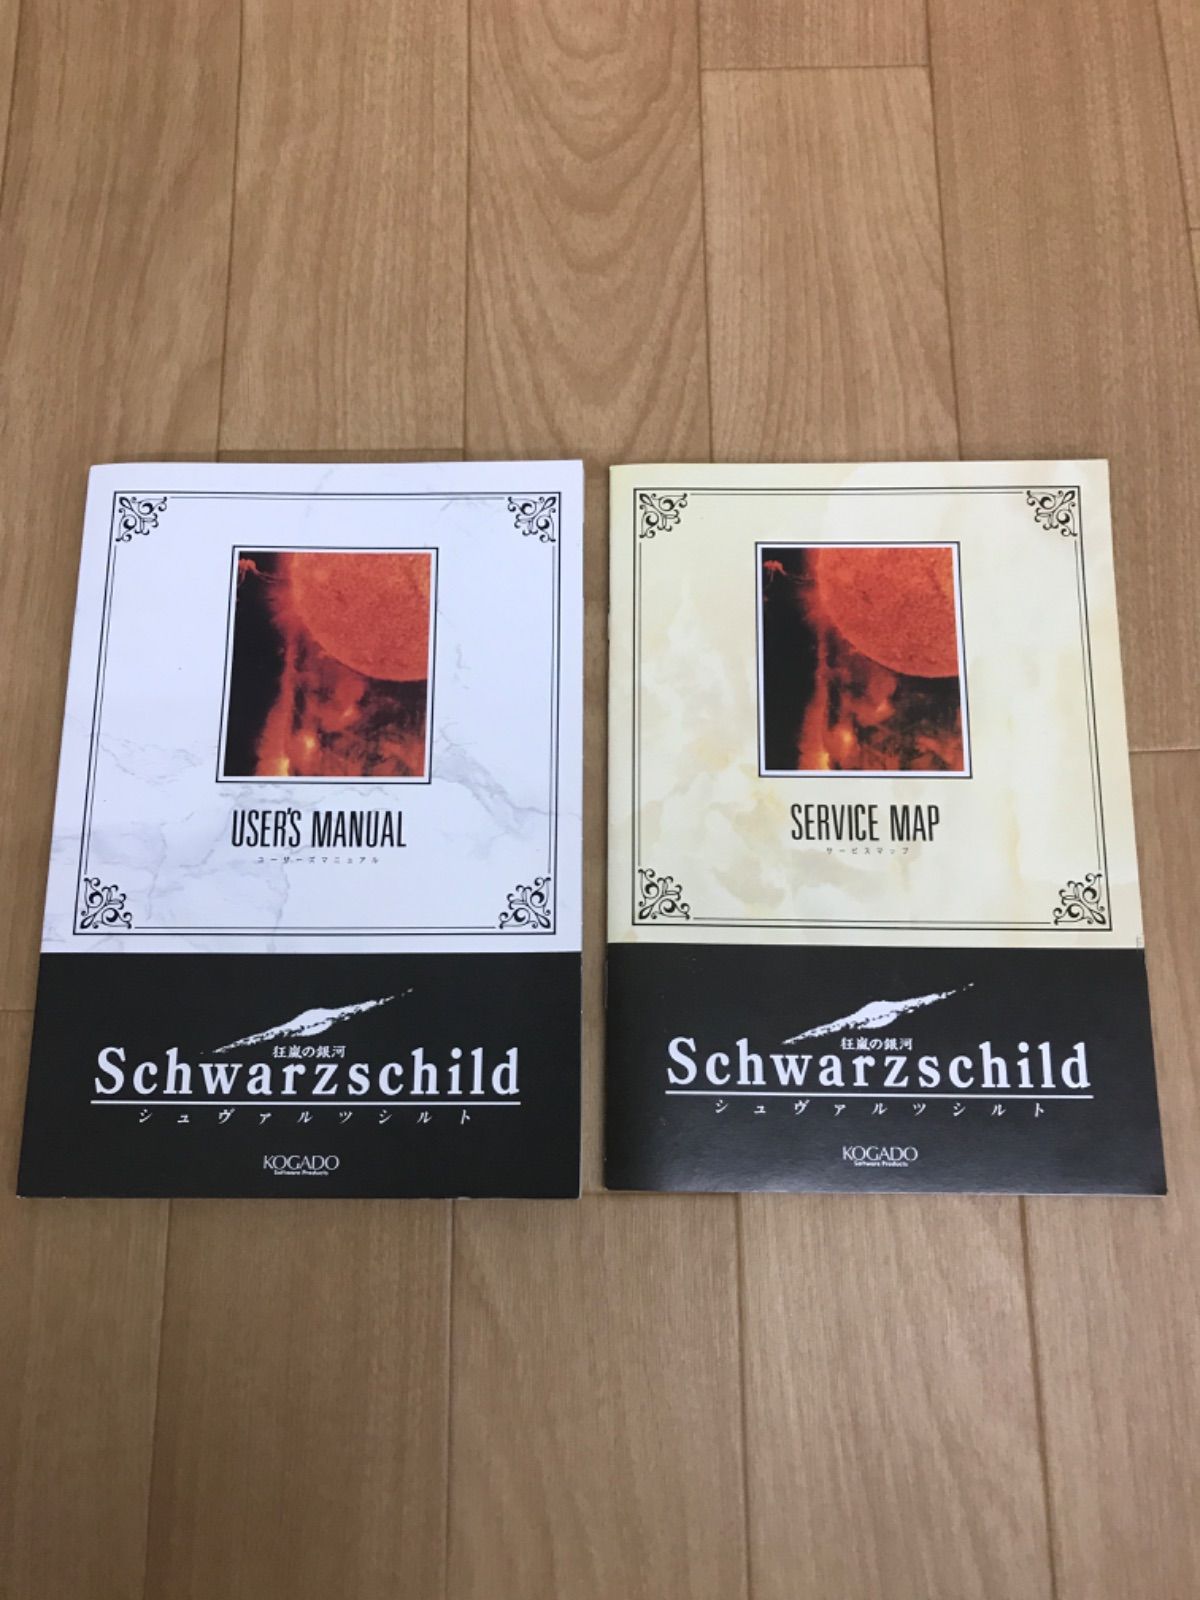 USER'S MANUAL
ユーザーズマニュアル
狂嵐の銀河
Schwarzschild
シュヴァルツシルト
KOGADO
Software Products
SERVICE MAP
サービスマップ
狂嵐の銀河
Schwarzschild
シュヴァルツシルト
KOGADO
Software Products